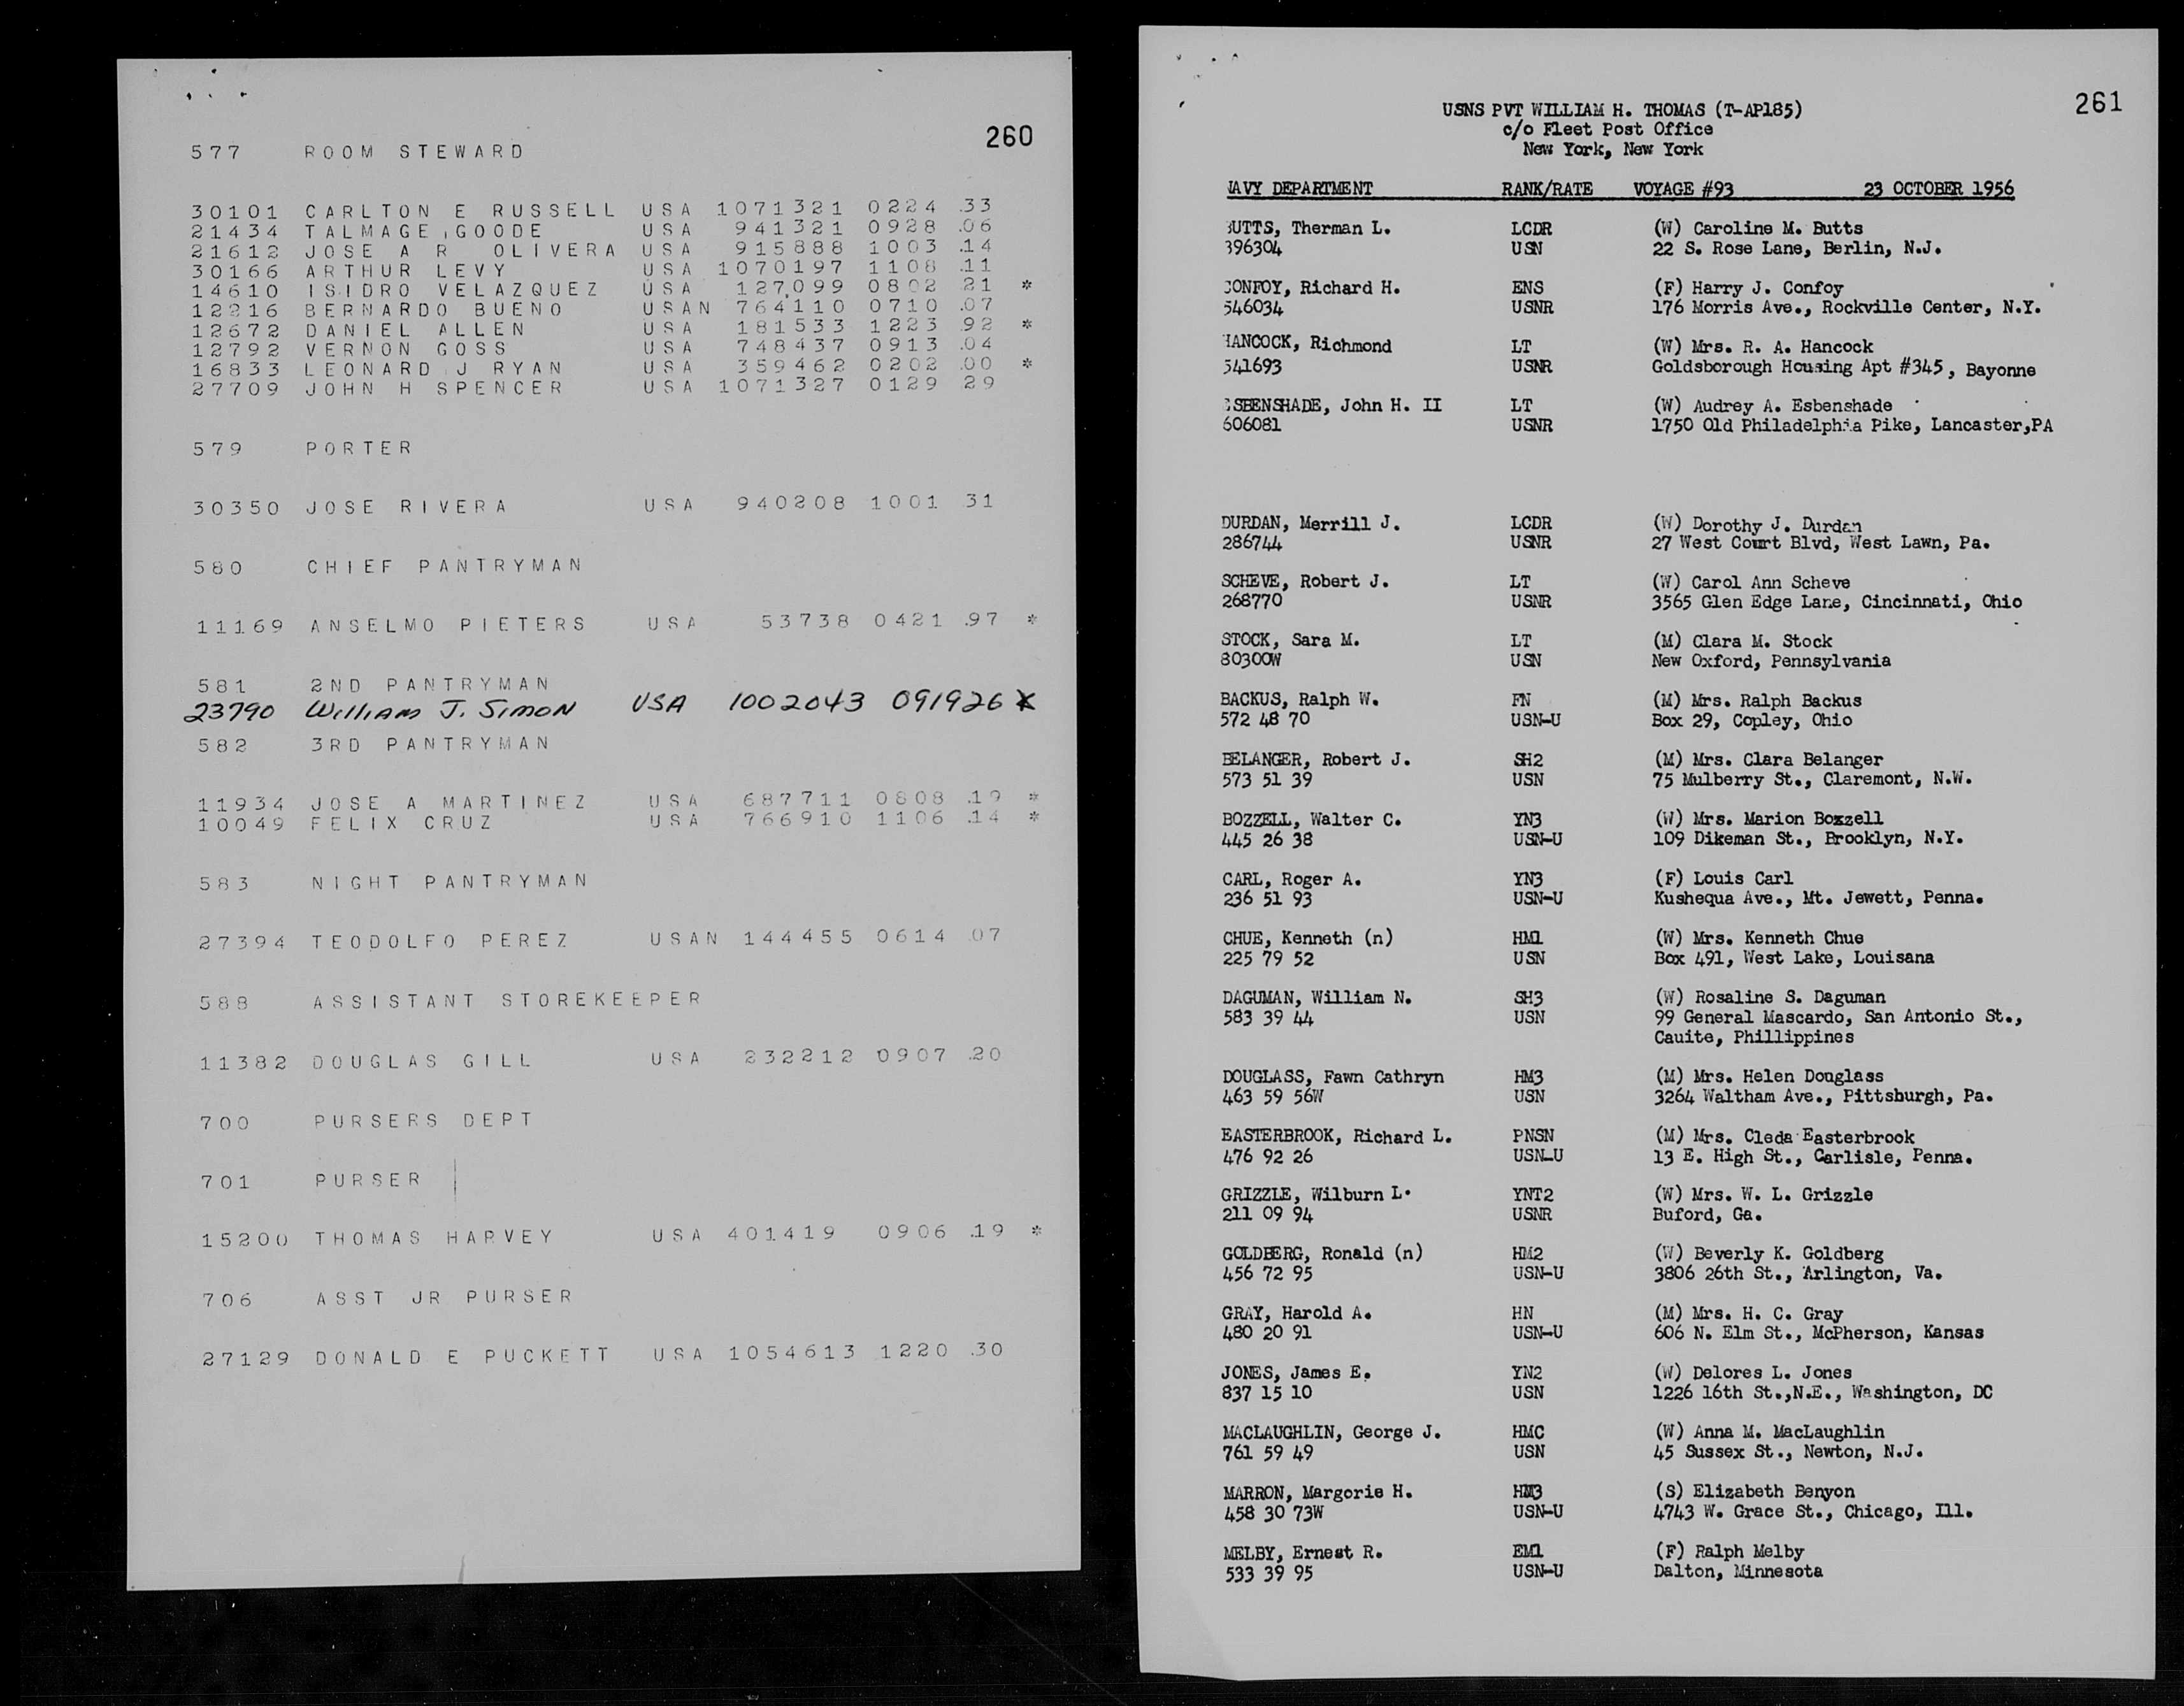 260
577 ROOM STEWARD
30101 CARLTON E RUSSELL USA 1071321 0224 .33
21434 TALMAGE GOODE USA 941321 0928 .06
21612 JOSE A R OLIVERA USA 915888 1003 .14
30166 ARTHUR LEVY USA 1070197 1108 .11
14610 ISIDRO VELAZQUEZ USA 127099 0802 21 *
12216 BERNARDO BUENO USAN 764110 0710 .07
12672 DANIEL ALLEN USA 181533 1223 .92 *
12792 VERNON GOSS USA 748437 0913 .04
16833 LEONARD J RYAN USA 359462 0202 .00 *
27709 JOHN H SPENCER USA 1071327 0129 29
579 PORTER
30350 JOSE RIVERA USA 940208 1001 .31
580 CHIEF PANTRYMAN
11169 ANSELMO PIETERS USA 53738 0421 .97 *
581 2ND PANTRYMAN
23790 William J. Simon USA 1002043 091926 X
582 3RD PANTRYMAN
11934 JOSE A MARTINEZ USA 687711 0808 .19 *
10049 FELIX CRUZ USA 766910 1106 .14 *
583 NIGHT PANTRYMAN
27394 TEODOLFO PEREZ USAN 144455 0614 07
588 ASSISTANT STOREKEEPER
11382 DOUGLAS GILL USA 232212 0907 .20
700 PURSERS DEPT
701 PURSER
15200 THOMAS HARVEY USA 401419 0906 .19 *
706 ASST JR PURSER
27129 DONALD E PUCKETT USA 1054613 1220 .30
261
USNS PVT WILLIAM H. THOMAS (T-AP185)
c/o Fleet Post Office
New York, New York
AVY DEPARTMENT RANK/RATE VOYAGE #93 23 OCTOBER 1956
BUTTS, Therman L. LCDR (W) Caroline M. Butts
396304 USN 22 S. Rose Lane, Berlin, N.J.
CONFOY, Richard H. ENS (F) Harry J. Confoy
546034 USNR 176 Morris Ave., Rockville Center, N.Y.
HANCOCK, Richmond LT (W) Mrs. R. A. Hancock
541693 USNR Goldsborough Housing Apt #345, Bayonne
ESBENSHADE, John H. II LT (W) Audrey A. Esbenshade
606081 USNR 1750 Old Philadelphia Pike, Lancaster,PA
DURDAN, Merrill J. LCDR (W) Dorothy J. Durdan
286744 USNR 27 West Court Blvd, West Lawn, Pa.
SCHEVE, Robert J. LT (W) Carol Ann Scheve
268770 USNR 3565 Glen Edge Lane, Cincinnati, Ohio
STOCK, Sara M. LT (M) Clara M. Stock
80300W USN New Oxford, Pennsylvania
BACKUS, Ralph W. FN (M) Mrs. Ralph Backus
572 48 70 USN-U Box 29, Copley, Ohio
BELANGER, Robert J. SH2 (M) Mrs. Clara Belanger
573 51 39 USN 75 Mulberry St., Claremont, N.W.
BOZZELL, Walter C. YN3 (W) Mrs. Marion Bozzell
445 26 38 USN-U 109 Dikeman St., Brooklyn, N.Y.
CARL, Roger A. YN3 (F) Louis Carl
236 51 93 USN-U Kushequa Ave., Mt. Jewett, Penna.
CHUE, Kenneth (n) HM1 (W) Mrs. Kenneth Chue
225 79 52 USN Box 491, West Lake, Louisana
DAGUMAN, William N. SH3 (W) Rosaline S. Daguman
583 39 44 USN 99 General Mascardo, San Antonio St.,
Cauite, Phillippines
DOUGLASS, Fawn Cathryn HM3 (M) Mrs. Helen Douglass
463 59 56W USN 3264 Waltham Ave., Pittsburgh, Pa.
EASTERBROOK, Richard L. PNSN (M) Mrs. Cleda Easterbrook
476 92 26 USN-U 13 E. High St., Carlisle, Penna.
GRIZZLE, Wilburn L. YNT2 (W) Mrs. W. L. Grizzle
211 09 94 USNR Buford, Ga.
GOLDBERG, Ronald (n) HM2 (W) Beverly K. Goldberg
456 72 95 USN-U 3806 26th St., Arlington, Va.
GRAY, Harold A. HN (M) Mrs. H. C. Gray
480 20 91 USN-U 606 N. Elm St., McPherson, Kansas
JONES, James E. YN2 (W) Delores L. Jones
837 15 10 USN 1226 16th St.,N.E., Washington, DC
MACLAUGHLIN, George J. HMC (W) Anna M. MacLaughlin
761 59 49 USN 45 Sussex St., Newton, N.J.
MARRON, Margorie H. HM3 (S) Elizabeth Benyon
458 30 73W USN-U 4743 W. Grace St., Chicago, Ill.
MELBY, Ernest R. EM1 (F) Ralph Melby
533 39 95 USN-U Dalton, Minnesota